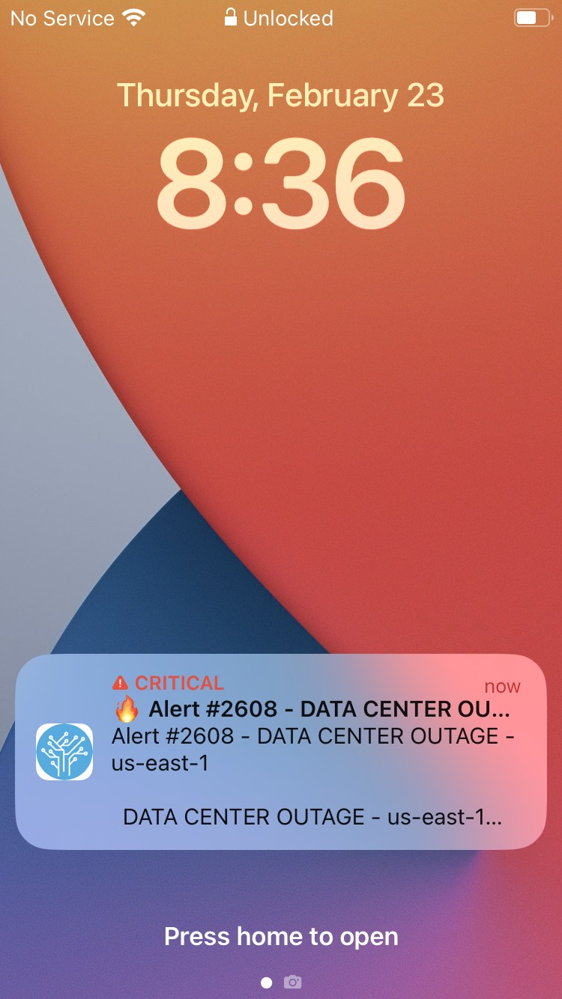 No Service
Unlocked
Thursday, February 23
8:36
CRITICAL
now
🔥 Alert #2608 - DATA CENTER OU...
Alert #2608 - DATA CENTER OUTAGE -
us-east-1
DATA CENTER OUTAGE - us-east-1...
Press home to open